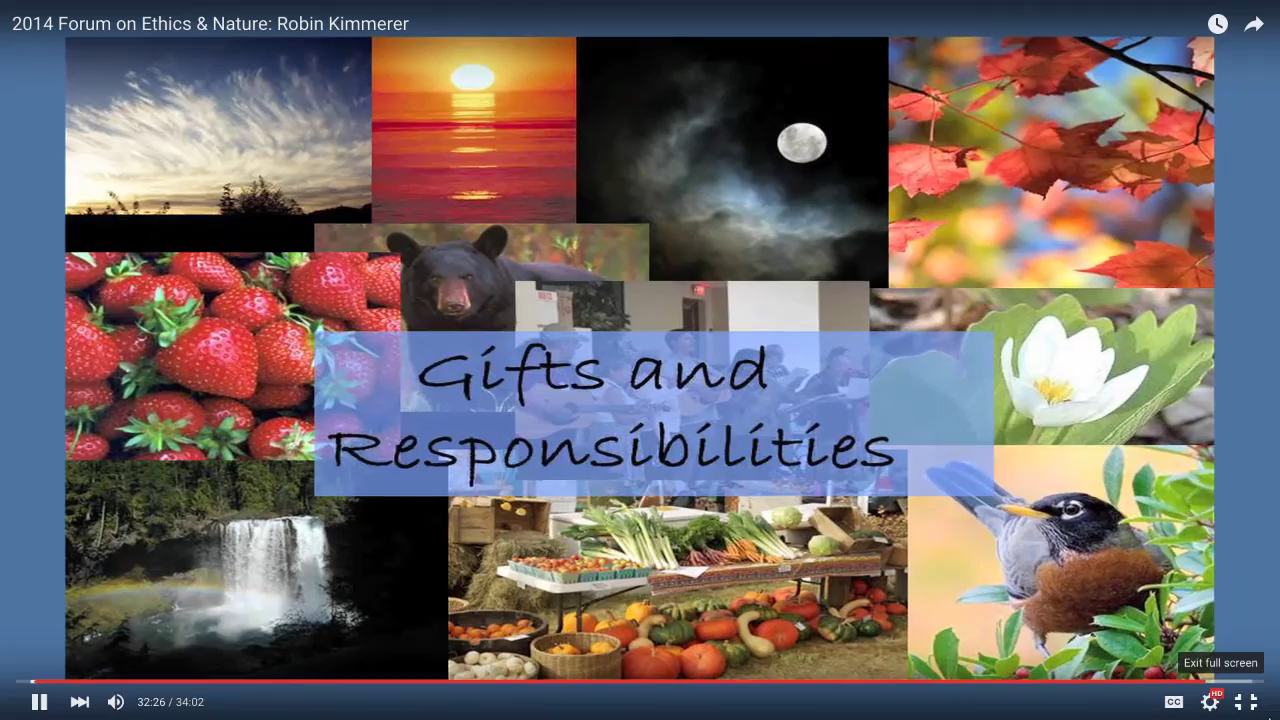 2014 Forum on Ethics & Nature: Robin Kimmerer
Gifts and
Responsibilities
Exit full screen
32:26 / 34:02
CC
HD